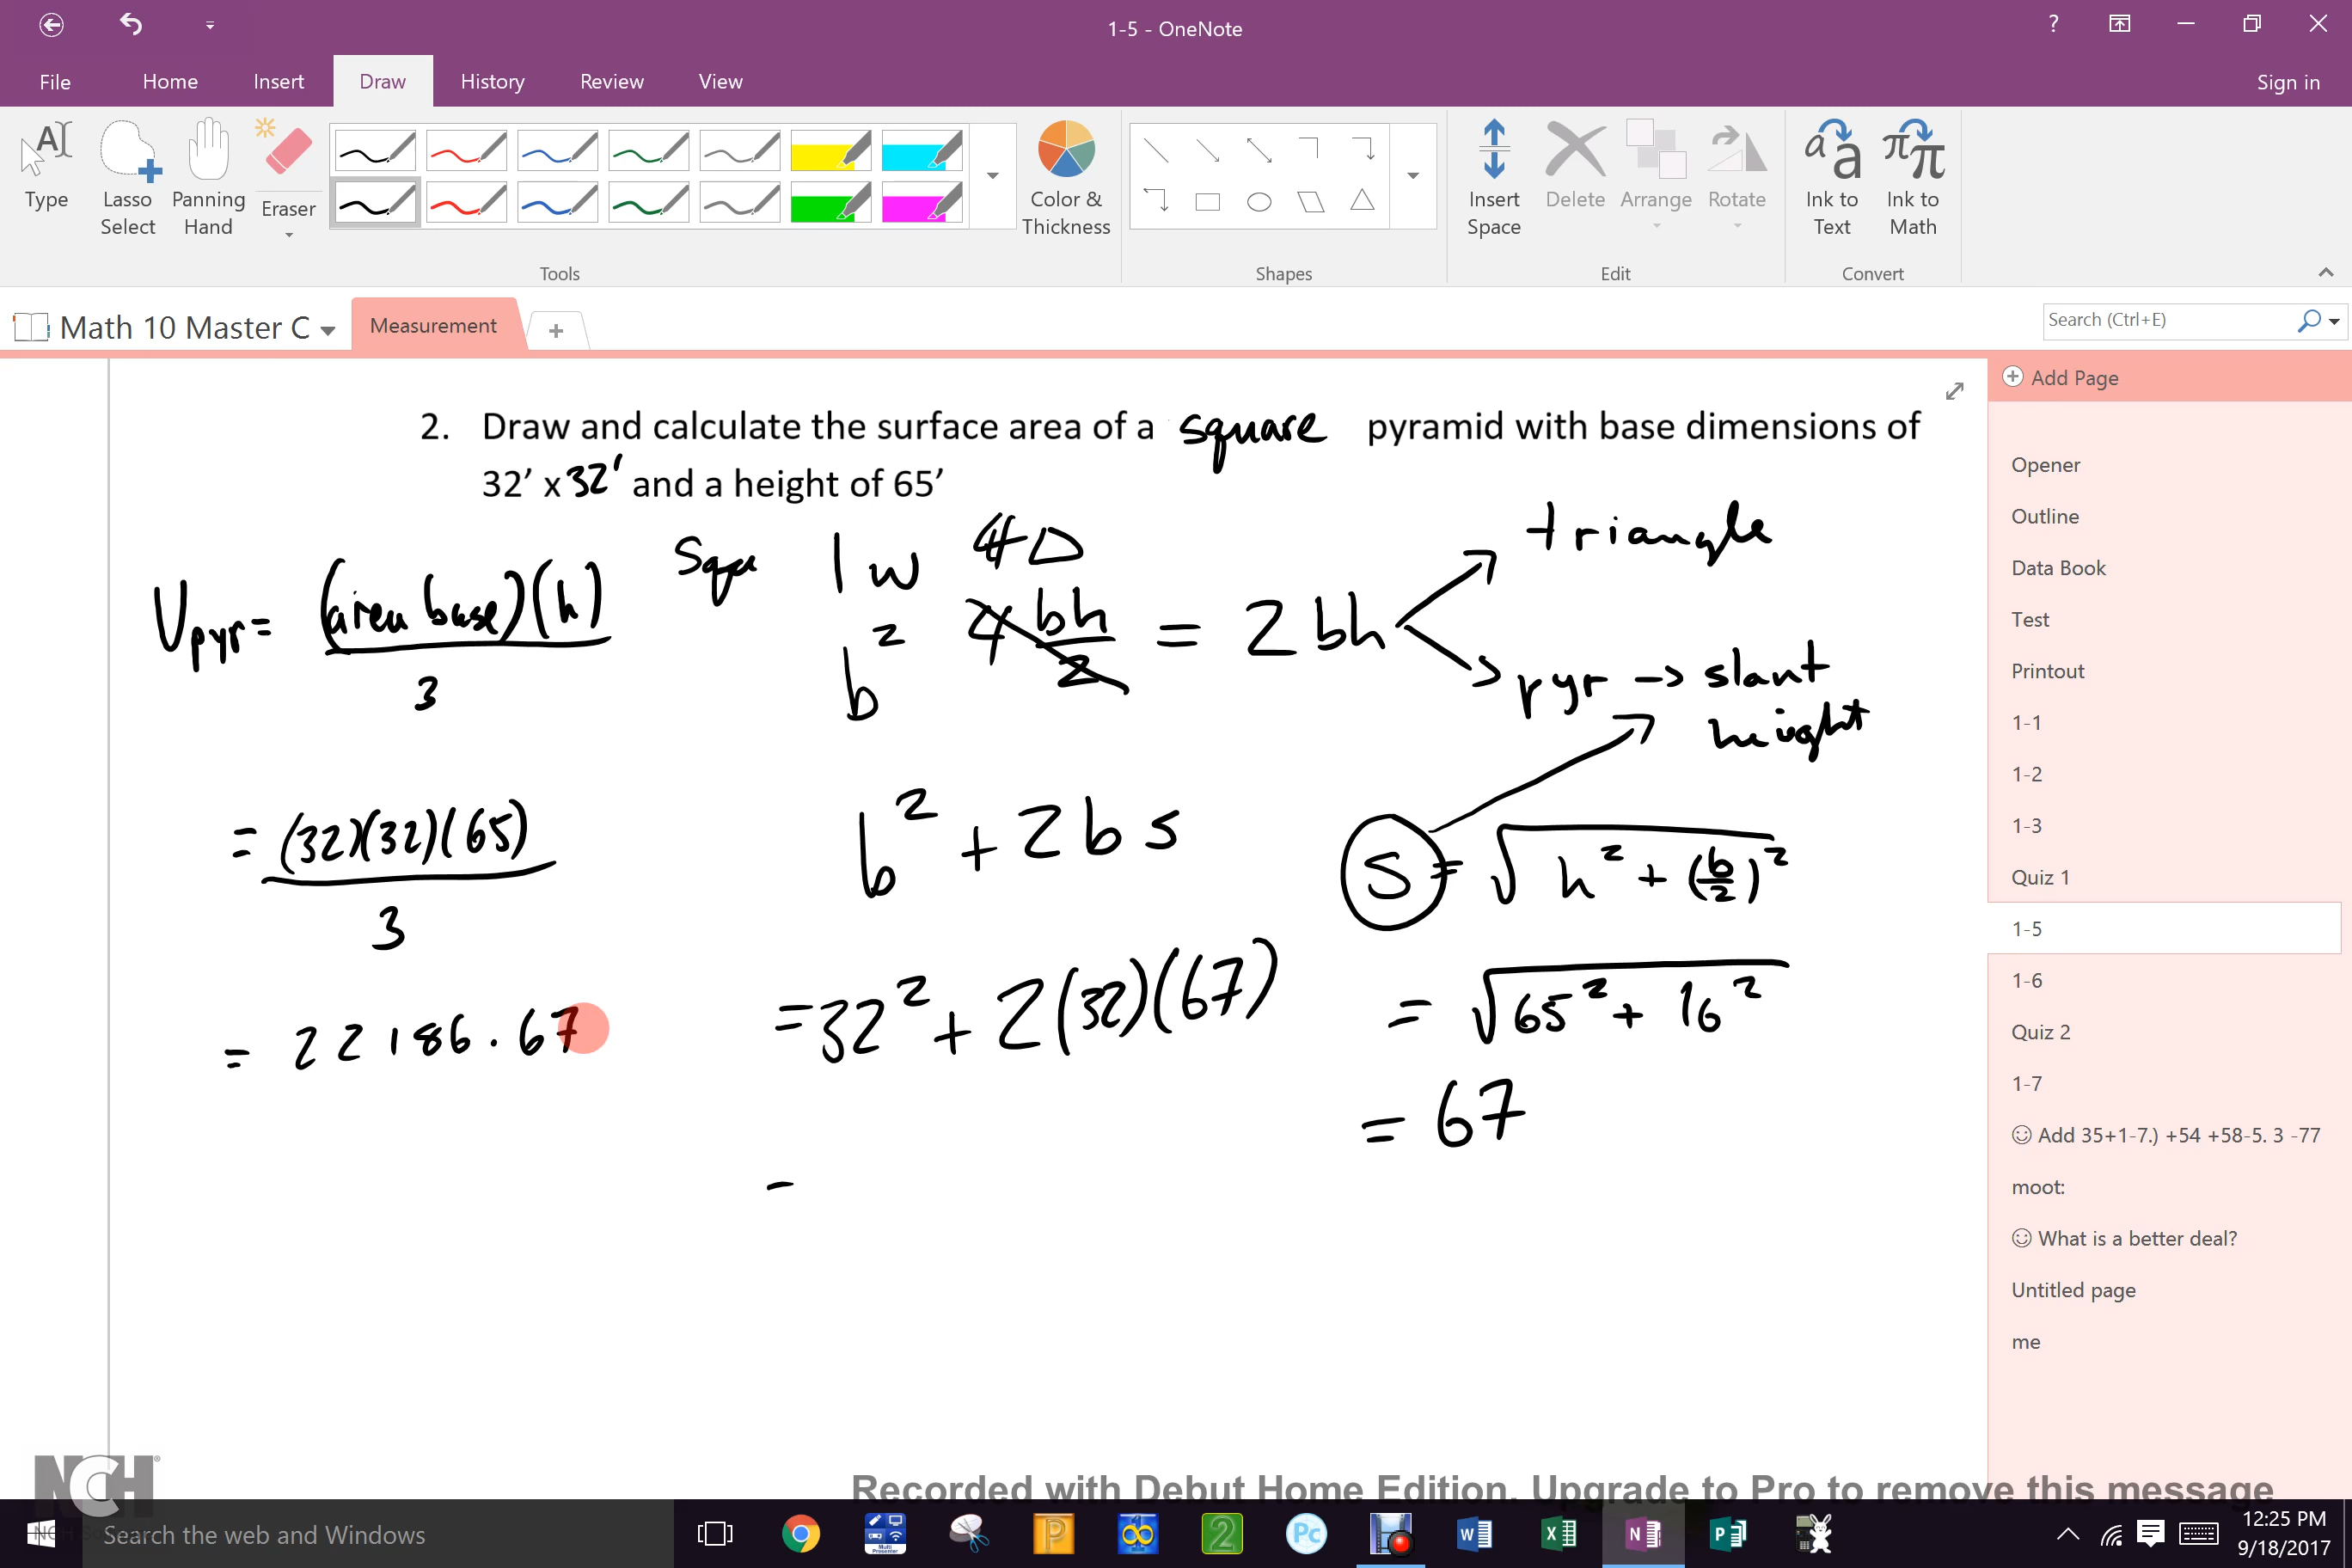 1-5 - OneNote
?
File Home Insert Draw History Review View Sign in
Type
Lasso Select
Panning Hand
Eraser
Color & Thickness
Insert Space
Delete
Arrange
Rotate
Ink to Text
Ink to Math
Tools Shapes Edit Convert
Math 10 Master C Measurement +
Search (Ctrl+E)
2. Draw and calculate the surface area of a square pyramid with base dimensions of
32' x 32' and a height of 65'
Vpyr = (area base)(h) / 3
= (32)(32)(65) / 3
= 22186.67
Squa lw 4Δ
b² 4 bh/2 = 2bh
triangle
pyr → slant height
b² + 2bs
= 32² + 2(32)(67)
S = √h² + (b/2)²
= √65² + 16²
= 67
Add Page
Opener
Outline
Data Book
Test
Printout
1-1
1-2
1-3
Quiz 1
1-5
1-6
Quiz 2
1-7
☺ Add 35+1-7.) +54 +58-5. 3 -77
moot:
☺ What is a better deal?
Untitled page
me
NCH
Recorded with Debut Home Edition. Upgrade to Pro to remove this message
Search the web and Windows
12:25 PM
9/18/2017